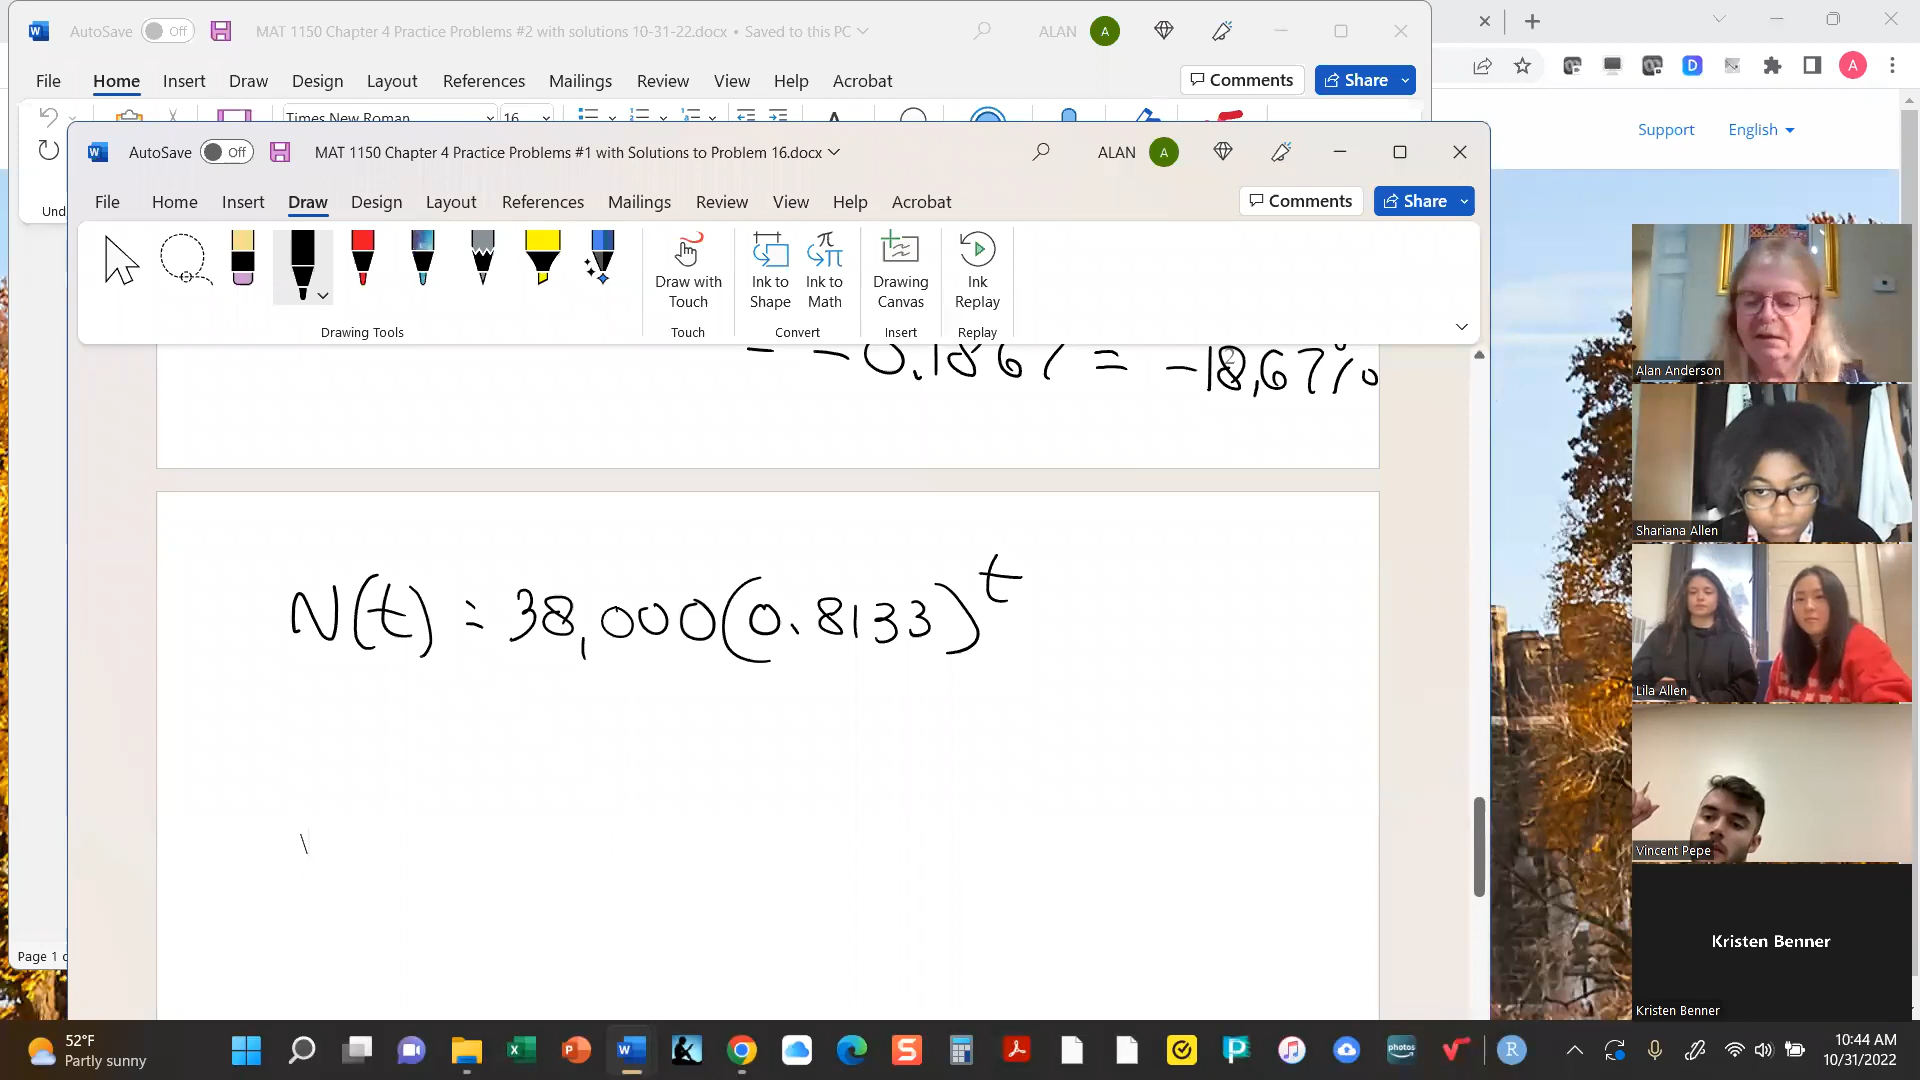 AutoSave Off MAT 1150 Chapter 4 Practice Problems #2 with solutions 10-31-22.docx • Saved to this PC ALAN A
File Home Insert Draw Design Layout References Mailings Review View Help Acrobat Comments Share
Times New Roman 16
Support English
AutoSave Off MAT 1150 Chapter 4 Practice Problems #1 with Solutions to Problem 16.docx ALAN A
File Home Insert Draw Design Layout References Mailings Review View Help Acrobat Comments Share
Und
Draw with Touch
Ink to Shape
Ink to Math
Drawing Canvas
Ink Replay
Drawing Tools Touch Convert Insert Replay
= -0.1867 = -18.67%
N(t) = 38,000(0.8133)^t
Page 1
Alan Anderson
Shariana Allen
Lila Allen
Vincent Pepe
Kristen Benner
Kristen Benner
52°F
Partly sunny
10:44 AM
10/31/2022